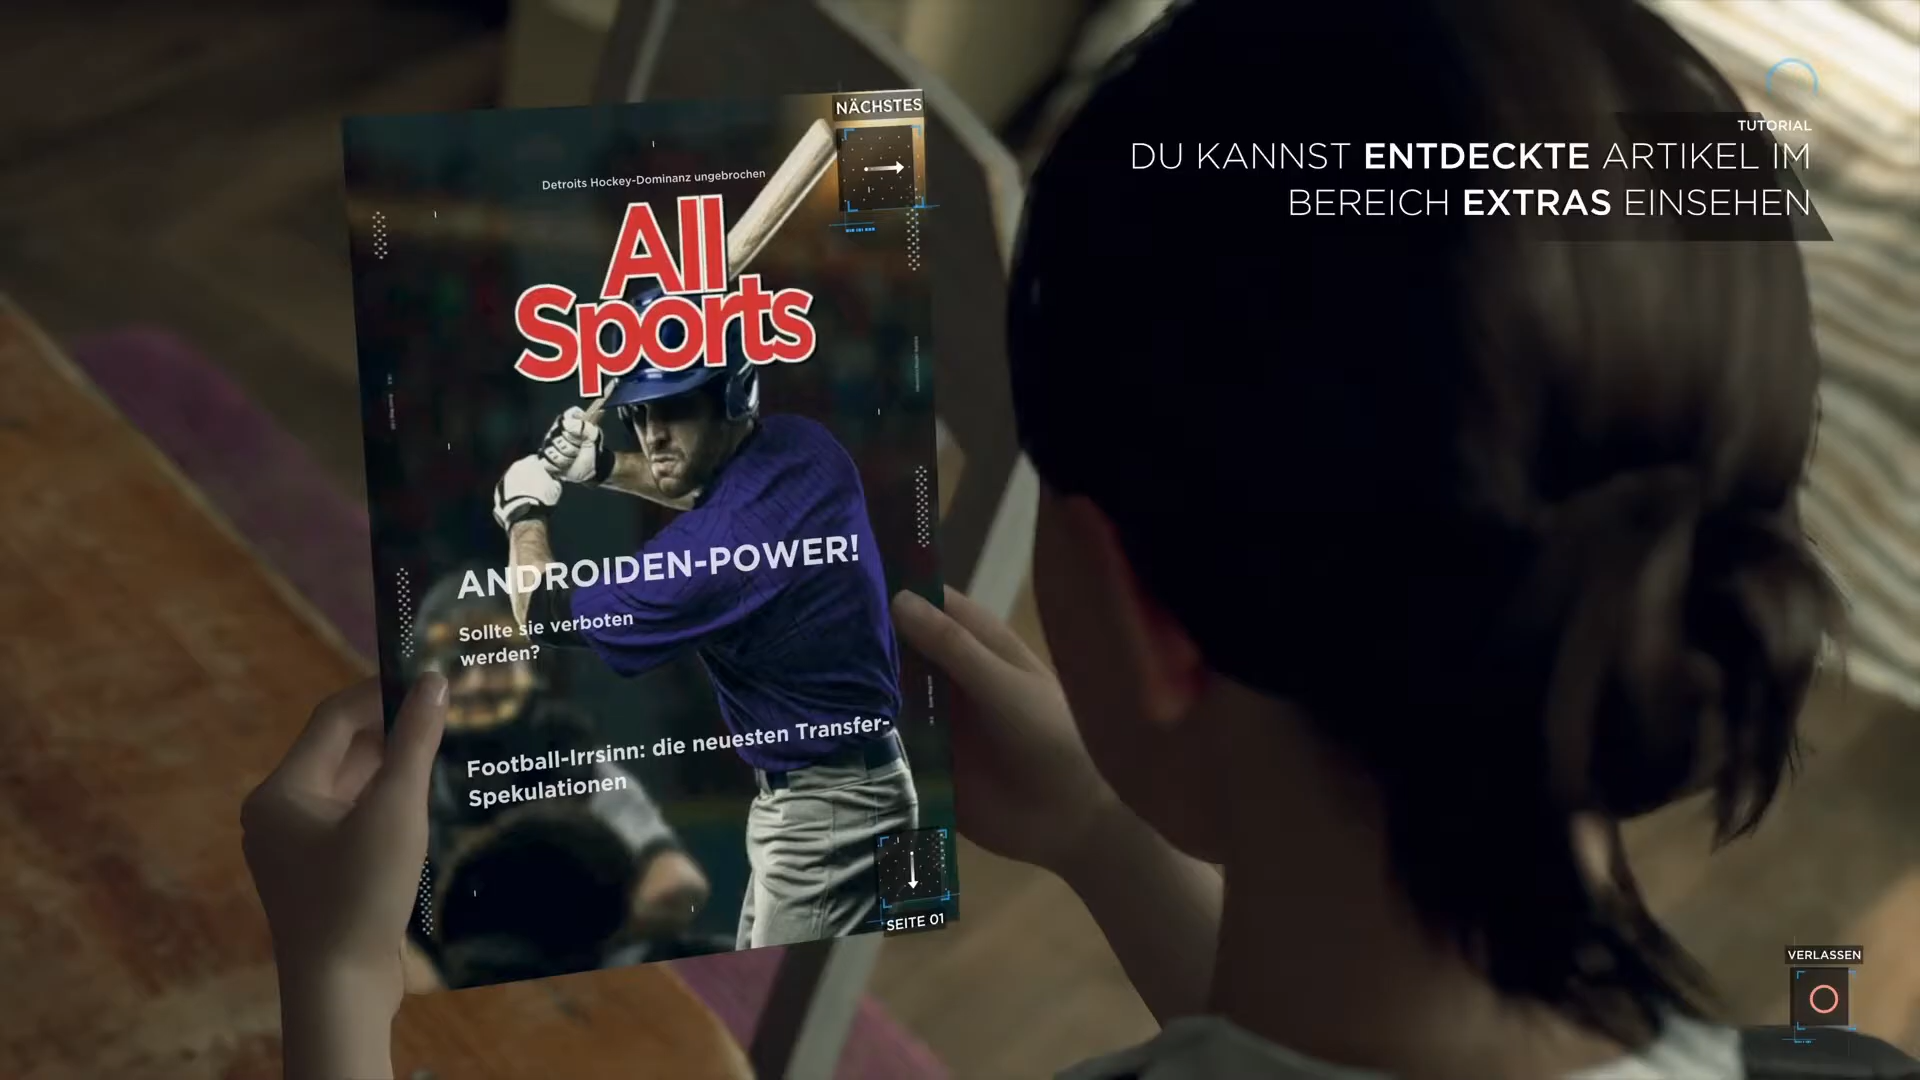 NÄCHSTES
Detroits Hockey-Dominanz ungebrochen
All
Sports
ANDROIDEN-POWER!
Sollte sie verboten
werden?
Football-Irrsinn: die neuesten Transfer-
Spekulationen
SEITE 01
TUTORIAL
DU KANNST ENTDECKTE ARTIKEL IM
BEREICH EXTRAS EINSEHEN
VERLASSEN